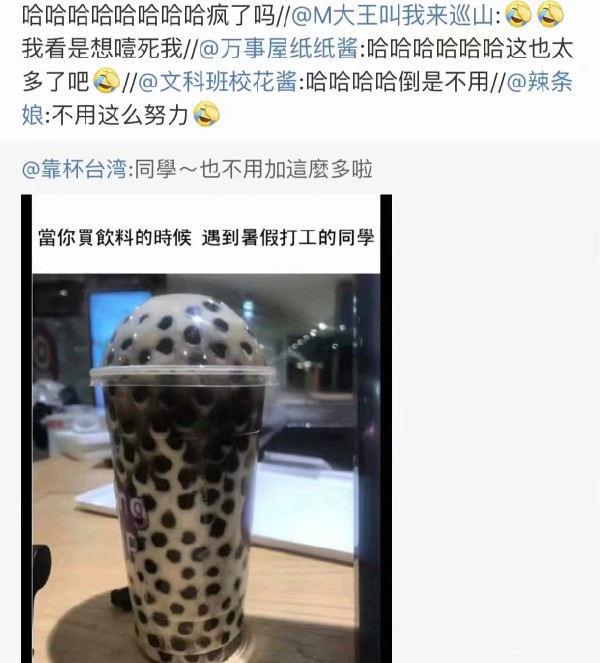 哈哈哈哈哈哈哈哈疯了吗//@M大王叫我来巡山:🤣🤣
我看是想噎死我//@万事屋纸纸酱:哈哈哈哈哈哈这也太
多了吧🤣//@文科班校花酱:哈哈哈哈倒是不用//@辣条
娘:不用这么努力🤣
@靠杯台湾:同學～也不用加這麼多啦
當你買飲料的時候 遇到暑假打工的同學